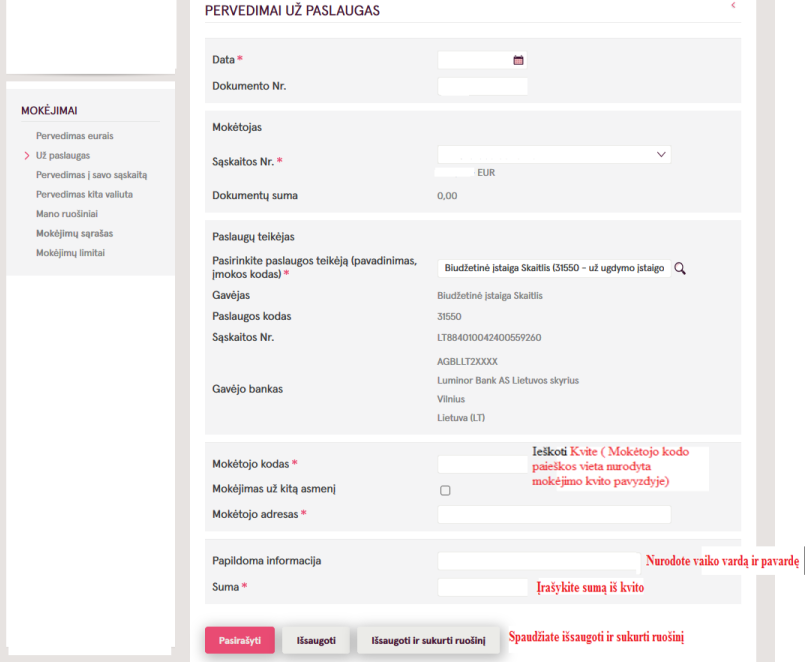 PERVEDIMAI UŽ PASLAUGAS
MOKĖJIMAI
Pervedimas eurais
Už paslaugas
Pervedimas į savo sąskaitą
Pervedimas kita valiuta
Mano ruošiniai
Mokėjimų sąrašas
Mokėjimų limitai
Data *
Dokumento Nr.
Mokėtojas
Sąskaitos Nr. *
EUR
Dokumentų suma 0,00
Paslaugų teikėjas
Pasirinkite paslaugos teikėją (pavadinimas,
įmokos kodas) *
Biudžetinė įstaiga Skaitlis (31550 - už ugdymo įstaigo
Gavėjas Biudžetinė įstaiga Skaitlis
Paslaugos kodas 31550
Sąskaitos Nr. LT884010042400559260
Gavėjo bankas
AGBLLT2XXXX
Luminor Bank AS Lietuvos skyrius
Vilnius
Lietuva (LT)
Mokėtojo kodas *
Ieškoti Kvite ( Mokėtojo kodo
paieškos vieta nurodyta
mokėjimo kvito pavyzdyje)
Mokėjimas už kitą asmenį
Mokėtojo adresas *
Papildoma informacija Nurodote vaiko vardą ir pavardę
Suma * Įrašykite sumą iš kvito
Pasirašyti Išsaugoti Išsaugoti ir sukurti ruošinį Spaudžiate išsaugoti ir sukurti ruošinį